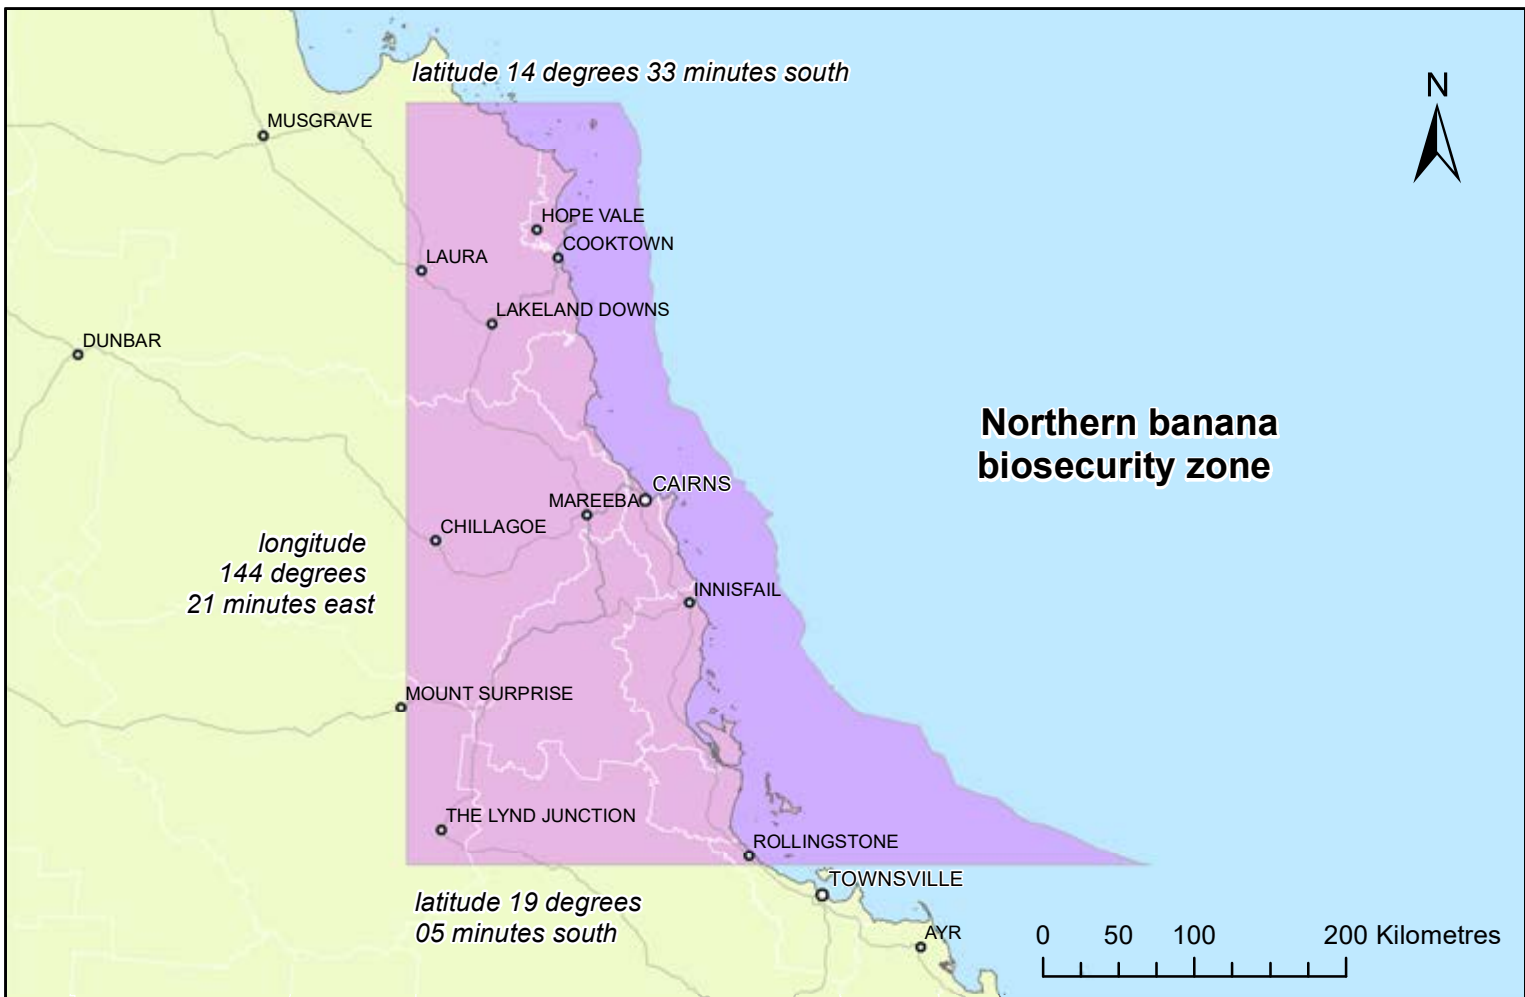 latitude 14 degrees 33 minutes south
N
MUSGRAVE
HOPE VALE
COOKTOWN
LAURA
LAKELAND DOWNS
DUNBAR
Northern banana
biosecurity zone
CAIRNS
MAREEBA
CHILLAGOE
longitude
144 degrees
21 minutes east
INNISFAIL
MOUNT SURPRISE
THE LYND JUNCTION
ROLLINGSTONE
TOWNSVILLE
latitude 19 degrees
05 minutes south
AYR
0 50 100 200 Kilometres